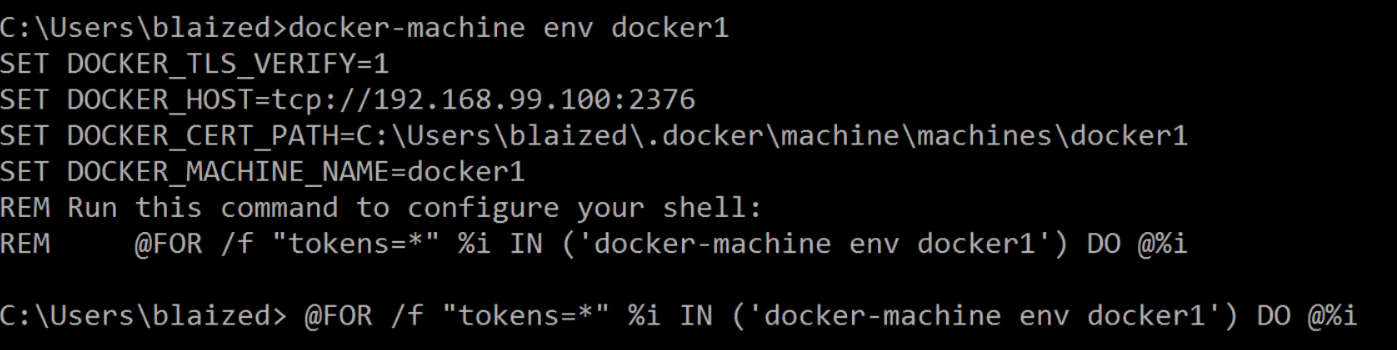 C:\Users\blaized>docker-machine env docker1
SET DOCKER_TLS_VERIFY=1
SET DOCKER_HOST=tcp://192.168.99.100:2376
SET DOCKER_CERT_PATH=C:\Users\blaized\.docker\machine\machines\docker1
SET DOCKER_MACHINE_NAME=docker1
REM Run this command to configure your shell:
REM     @FOR /f "tokens=*" %i IN ('docker-machine env docker1') DO @%i
C:\Users\blaized> @FOR /f "tokens=*" %i IN ('docker-machine env docker1') DO @%i